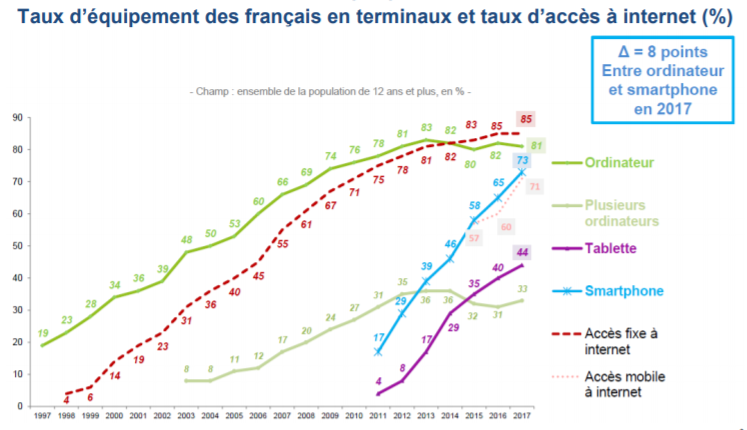 Taux d'équipement des français en terminaux et taux d'accès à internet (%)
Δ = 8 points
Entre ordinateur
et smartphone
en 2017
- Champ : ensemble de la population de 12 ans et plus, en % -
90
80
70
60
50
40
30
20
10
0
19 23 28 34 36 39 48 50 53 60 66 69 74 76 78 81 83 82 80 82 81
4 6 14 19 23 31 36 40 45 55 61 67 71 75 78 81 82 83 85 85
8 8 11 12 17 20 24 27 31 35 36 36 32 31 33
17 29 39 46 58 65 73
57 60 71
4 8 17 29 35 40 44
1997 1998 1999 2000 2001 2002 2003 2004 2005 2006 2007 2008 2009 2010 2011 2012 2013 2014 2015 2016 2017
Ordinateur
Plusieurs
ordinateurs
Tablette
Smartphone
Accès fixe à
internet
Accès mobile
à internet